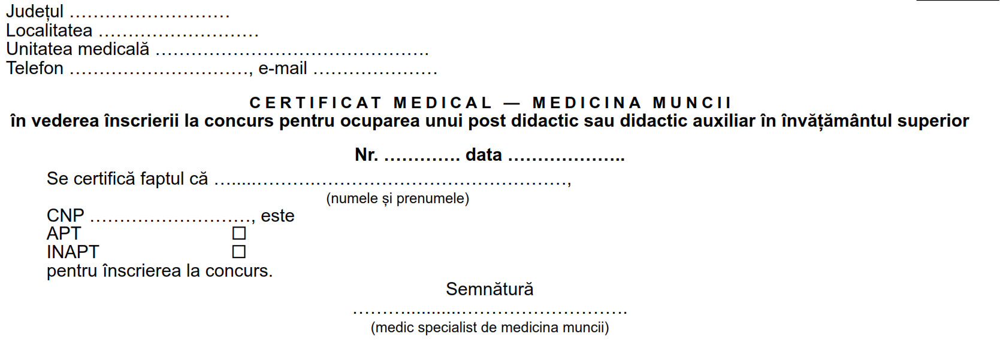 Județul ………………………
Localitatea ………………………
Unitatea medicală ……………………………………….
Telefon …………………………, e-mail …………………
CERTIFICAT MEDICAL — MEDICINA MUNCII
în vederea înscrierii la concurs pentru ocuparea unui post didactic sau didactic auxiliar în învățământul superior
Nr. …………. data ………………..
Se certifică faptul că ….....……….……………………………………,
(numele și prenumele)
CNP ………………………, este
APT ☐
INAPT ☐
pentru înscrierea la concurs.
Semnătură
………...........……………………….
(medic specialist de medicina muncii)